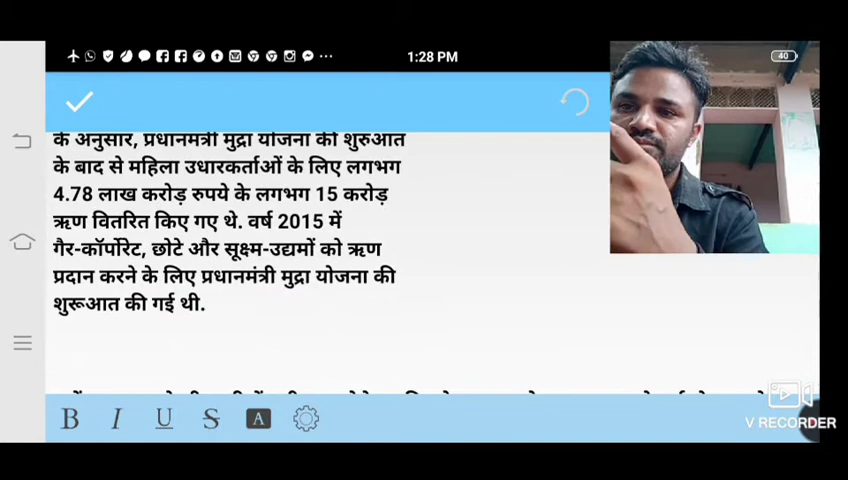 1:28 PM
40
के अनुसार, प्रधानमंत्री मुद्रा योजना की शुरुआत
के बाद से महिला उधारकर्ताओं के लिए लगभग
4.78 लाख करोड़ रुपये के लगभग 15 करोड़
ऋण वितरित किए गए थे. वर्ष 2015 में
गैर-कॉर्पोरेट, छोटे और सूक्ष्म-उद्यमों को ऋण
प्रदान करने के लिए प्रधानमंत्री मुद्रा योजना की
शुरूआत की गई थी.
B I U S A
V RECORDER